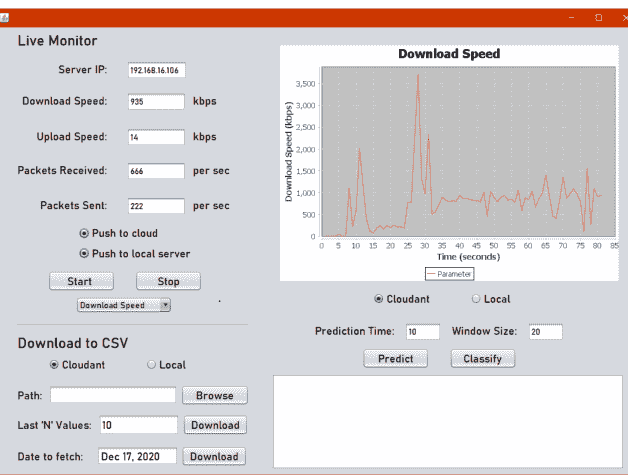 Live Monitor
Server IP: 192.168.16.106
Download Speed: 935 kbps
Upload Speed: 14 kbps
Packets Received: 666 per sec
Packets Sent: 222 per sec
Push to cloud
Push to local server
Start Stop
Download Speed
Download to CSV
Cloudant Local
Path: Browse
Last 'N' Values: 10 Download
Date to fetch: Dec 17, 2020 Download
Download Speed
Download Speed (kbps)
3,500
3,000
2,500
2,000
1,500
1,000
500
0
0 5 10 15 20 25 30 35 40 45 50 55 60 65 70 75 80 85
Time (seconds)
Parameter
Cloudant Local
Prediction Time: 10 Window Size: 20
Predict Classify